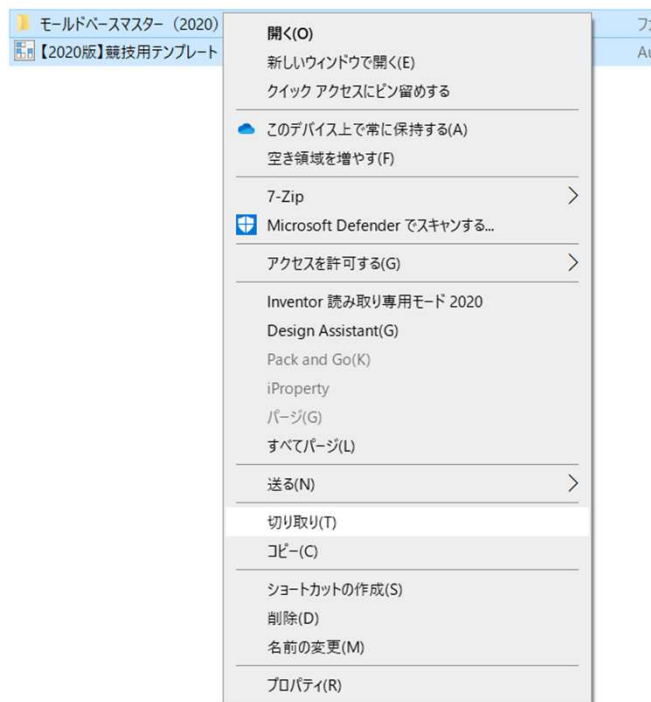 モールドベースマスター（2020）
【2020版】競技用テンプレート
開く(O)
新しいウィンドウで開く(E)
クイック アクセスにピン留めする
このデバイス上で常に保持する(A)
空き領域を増やす(F)
7-Zip
Microsoft Defender でスキャンする...
アクセスを許可する(G)
Inventor 読み取り専用モード 2020
Design Assistant(G)
Pack and Go(K)
iProperty
パージ(G)
すべてパージ(L)
送る(N)
切り取り(T)
コピー(C)
ショートカットの作成(S)
削除(D)
名前の変更(M)
プロパティ(R)